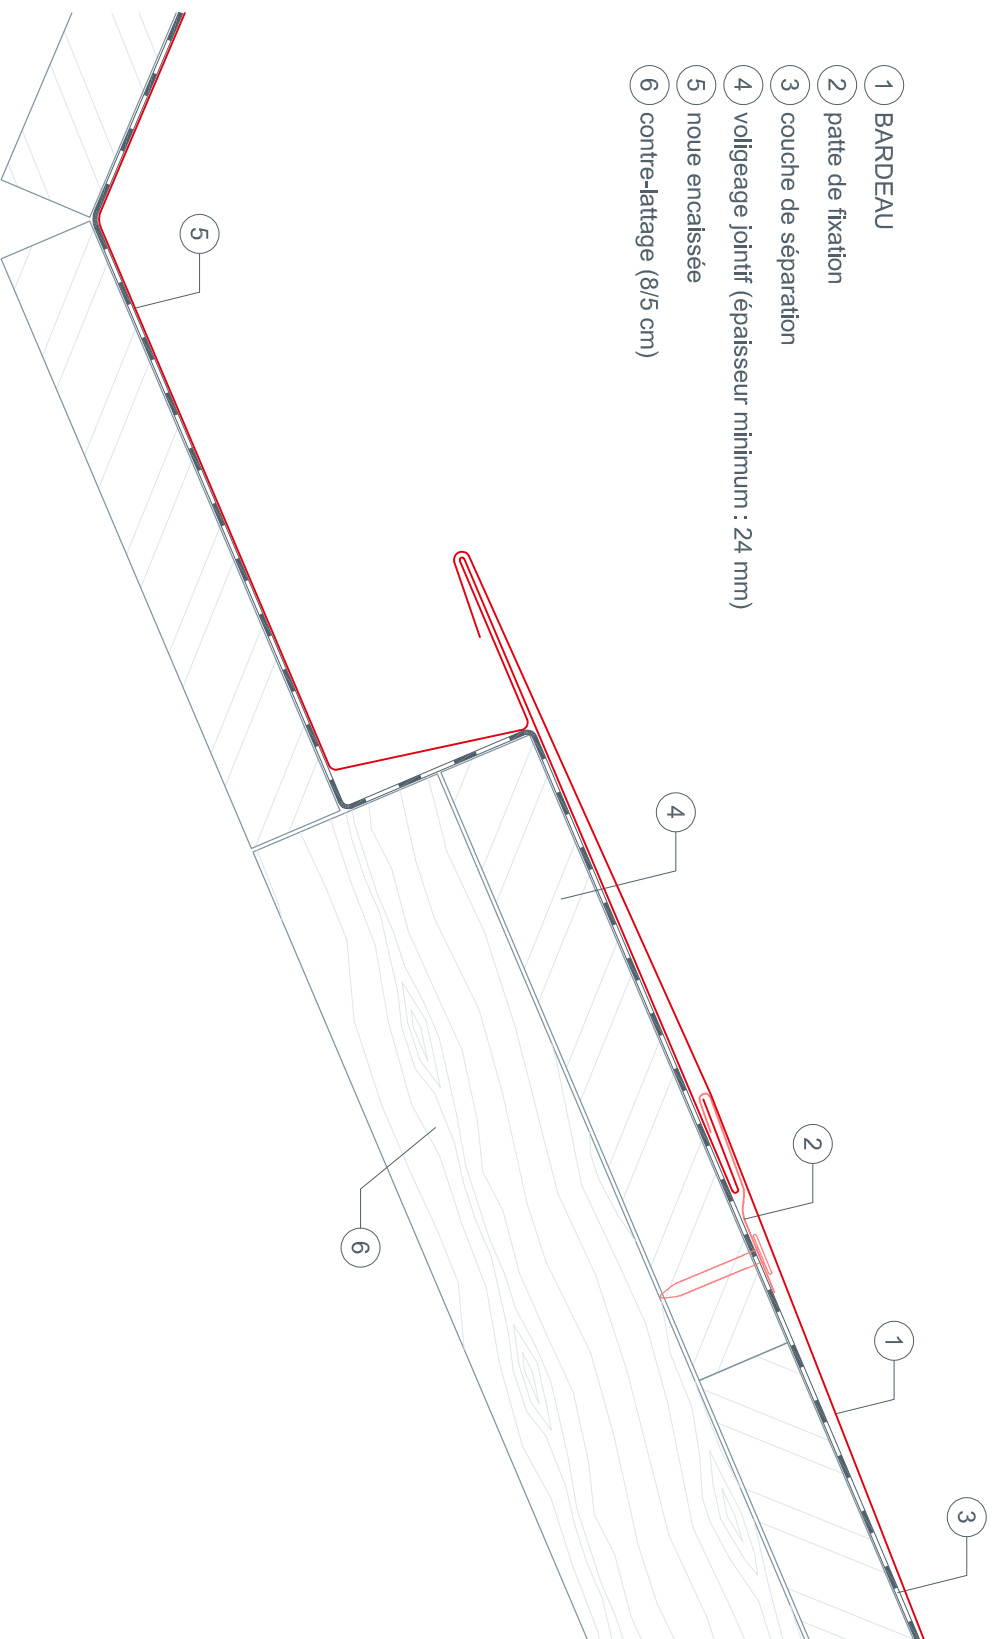 1 BARDEAU
2 patte de fixation
3 couche de séparation
4 voligeage jointif (épaisseur minimum : 24 mm)
5 noue encaissée
6 contre-lattage (8/5 cm)
5
4
6
2
1
3